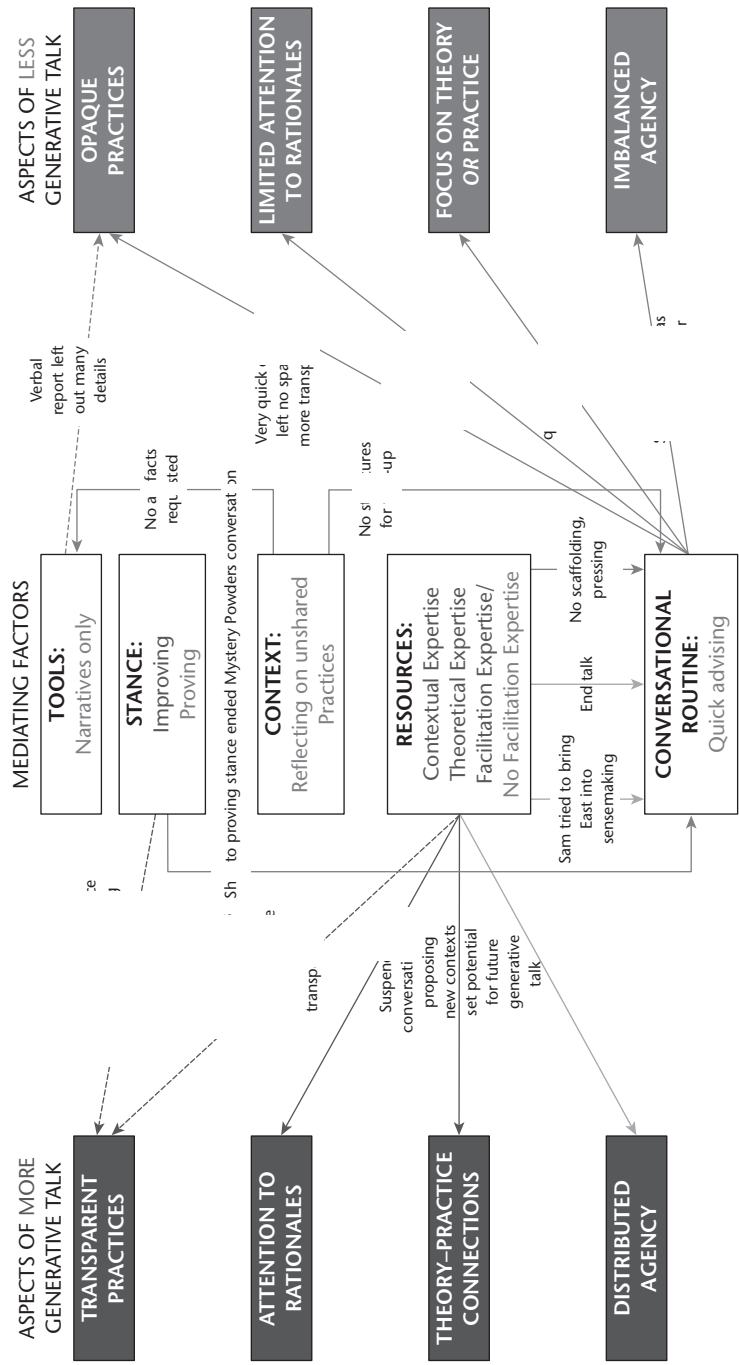 ASPECTS OF MORE
GENERATIVE TALK
TRANSPARENT
PRACTICES
ATTENTION TO
RATIONALES
THEORY–PRACTICE
CONNECTIONS
DISTRIBUTED
AGENCY
transp
conversati
proposing
new contexts
set potential
for future
generative
talk
MEDIATING FACTORS
TOOLS:
Narratives only
STANCE:
Improving
Proving
to proving stance ended Mystery Powders
CONTEXT:
Reflecting on unshared
Practices
RESOURCES:
Contextual Expertise
Theoretical Expertise
Facilitation Expertise/
No Facilitation Expertise
Sam tried to bring
East into
sensemaking
End talk
No scaffolding,
pressing
CONVERSATIONAL
ROUTINE:
Quick advising
No facts
No
for -up
Verbal
report left
out many
details
Very quick
left no spa
more transp
ASPECTS OF LESS
GENERATIVE TALK
OPAQUE
PRACTICES
LIMITED ATTENTION
TO RATIONALES
FOCUS ON THEORY
OR PRACTICE
IMBALANCED
AGENCY